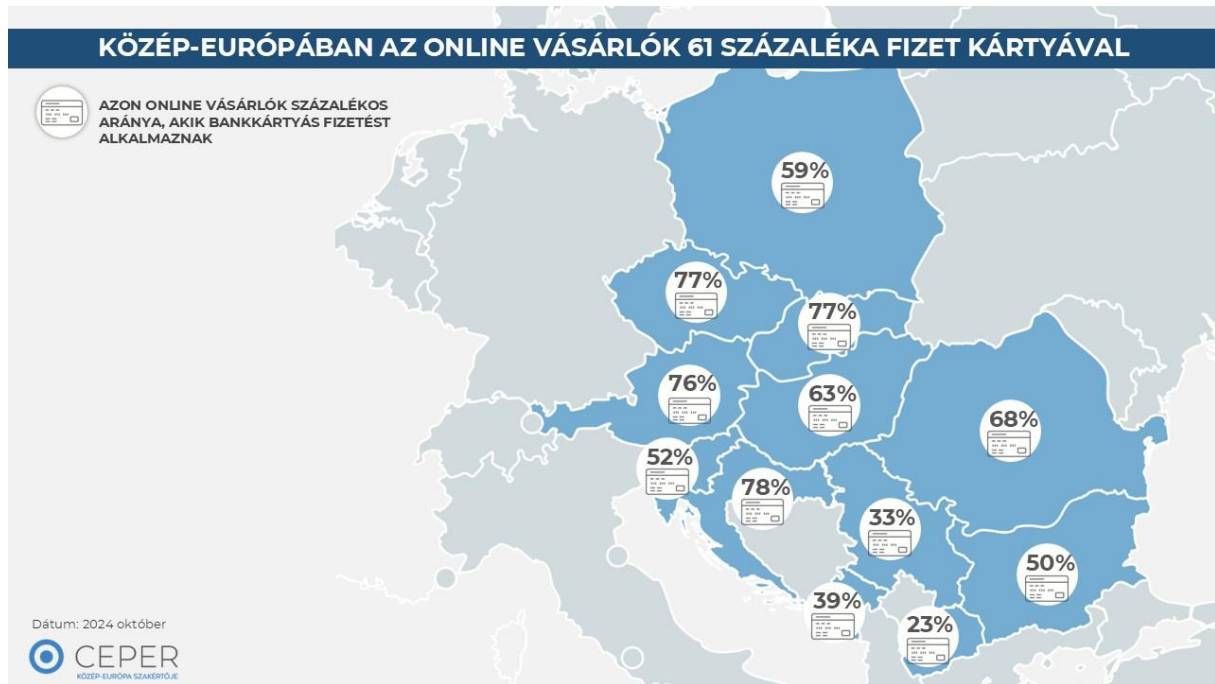 KÖZÉP-EURÓPÁBAN AZ ONLINE VÁSÁRLÓK 61 SZÁZALÉKA FIZET KÁRTYÁVAL
AZON ONLINE VÁSÁRLÓK SZÁZALÉKOS
ARÁNYA, AKIK BANKKÁRTYÁS FIZETÉST
ALKALMAZNAK
59%
77%
77%
76%
63%
68%
52%
78%
33%
50%
39%
23%
Dátum: 2024 október
CEPER
KÖZÉP-EURÓPA SZAKÉRTŐJE